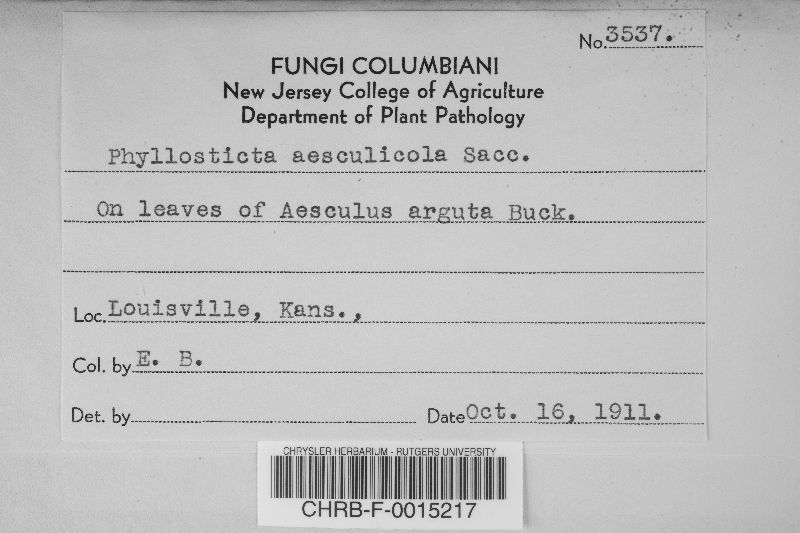 No. 3537.
FUNGI COLUMBIANI
New Jersey College of Agriculture
Department of Plant Pathology
Phyllosticta aesculicola Sacc.
On leaves of Aesculus arguta Buck.
Loc. Louisville, Kans.,
Col. by E. B.
Det. by Date Oct. 16, 1911.
CHRYSLER HERBARIUM - RUTGERS UNIVERSITY
CHRB-F-0015217